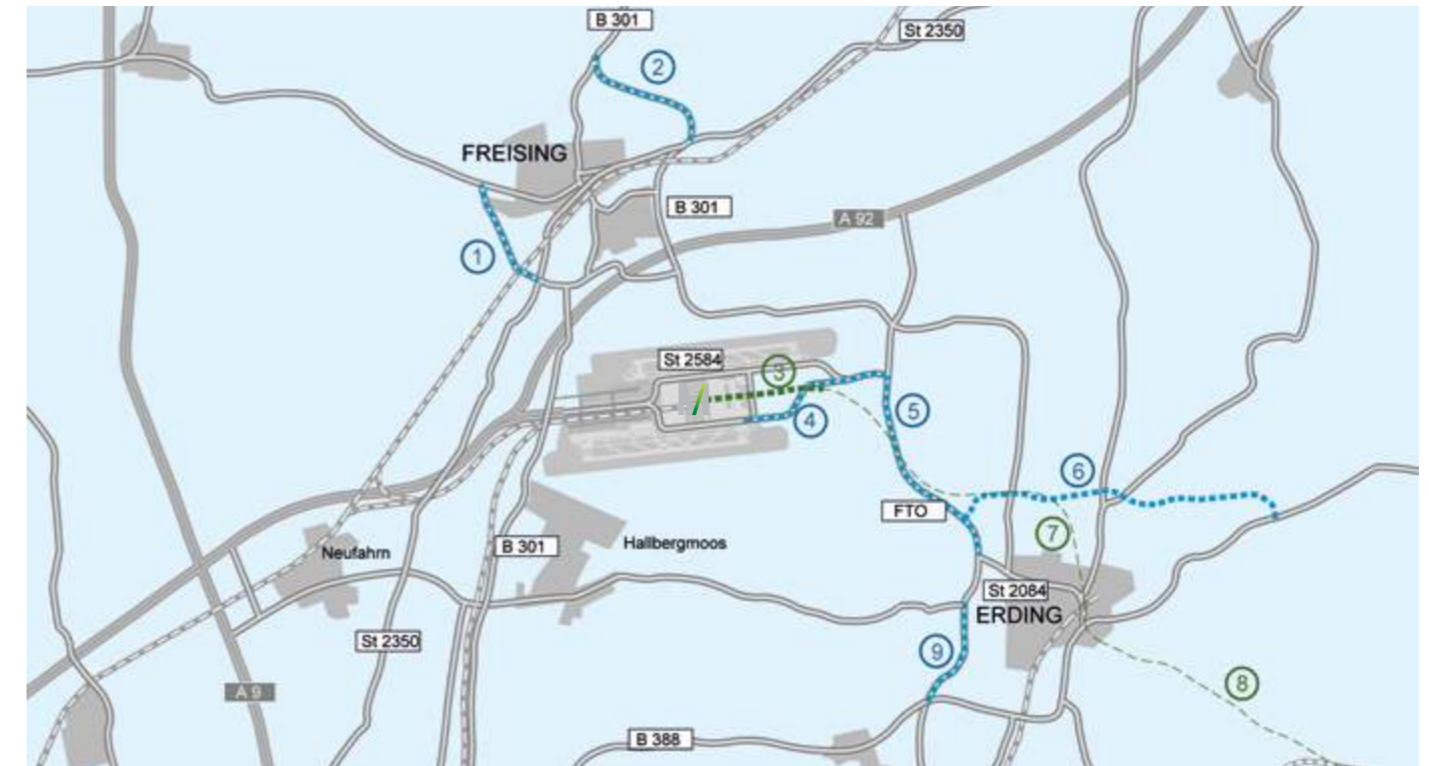 B 301
St 2350
2
FREISING
B 301
A 92
1
St 2584
3
4
5
6
FTO
7
Neufahrn
B 301
Hallbergmoos
St 2084
ERDING
St 2350
9
8
A 9
B 388